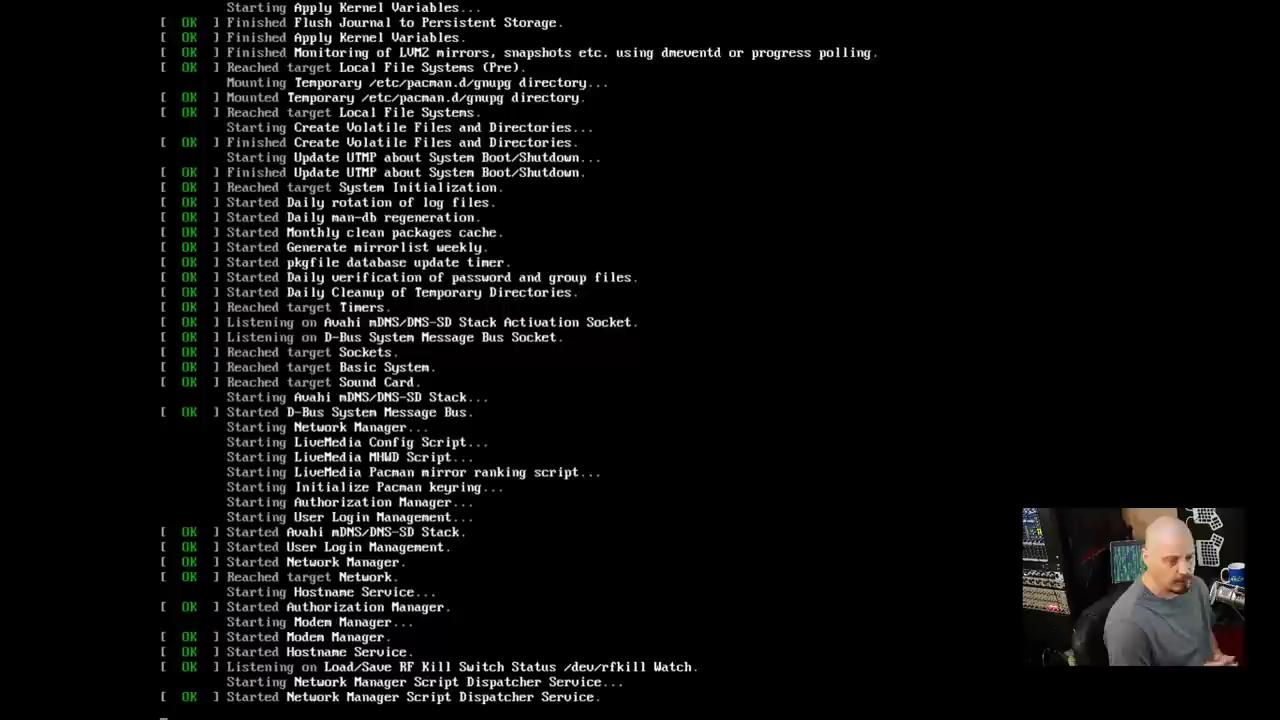 Starting Apply Kernel Variables...
[  OK  ] Finished Flush Journal to Persistent Storage.
[  OK  ] Finished Apply Kernel Variables.
[  OK  ] Finished Monitoring of LVM2 mirrors, snapshots etc. using dmeventd or progress polling.
[  OK  ] Reached target Local File Systems (Pre).
Mounting Temporary /etc/pacman.d/gnupg directory...
[  OK  ] Mounted Temporary /etc/pacman.d/gnupg directory.
[  OK  ] Reached target Local File Systems.
Starting Create Volatile Files and Directories...
[  OK  ] Finished Create Volatile Files and Directories.
Starting Update UTMP about System Boot/Shutdown...
[  OK  ] Finished Update UTMP about System Boot/Shutdown.
[  OK  ] Reached target System Initialization.
[  OK  ] Started Daily rotation of log files.
[  OK  ] Started Daily man-db regeneration.
[  OK  ] Started Monthly clean packages cache.
[  OK  ] Started Generate mirrorlist weekly.
[  OK  ] Started pkgfile database update timer.
[  OK  ] Started Daily verification of password and group files.
[  OK  ] Started Daily Cleanup of Temporary Directories.
[  OK  ] Reached target Timers.
[  OK  ] Listening on Avahi mDNS/DNS-SD Stack Activation Socket.
[  OK  ] Listening on D-Bus System Message Bus Socket.
[  OK  ] Reached target Sockets.
[  OK  ] Reached target Basic System.
[  OK  ] Reached target Sound Card.
Starting Avahi mDNS/DNS-SD Stack...
[  OK  ] Started D-Bus System Message Bus.
Starting Network Manager...
Starting LiveMedia Config Script...
Starting LiveMedia MHWD Script...
Starting LiveMedia Pacman mirror ranking script...
Starting Initialize Pacman keyring...
Starting Authorization Manager...
Starting User Login Management...
[  OK  ] Started Avahi mDNS/DNS-SD Stack.
[  OK  ] Started User Login Management.
[  OK  ] Started Network Manager.
[  OK  ] Reached target Network.
Starting Hostname Service...
[  OK  ] Started Authorization Manager.
Starting Modem Manager...
[  OK  ] Started Modem Manager.
[  OK  ] Started Hostname Service.
[  OK  ] Listening on Load/Save RF Kill Switch Status /dev/rfkill Watch.
Starting Network Manager Script Dispatcher Service...
[  OK  ] Started Network Manager Script Dispatcher Service.